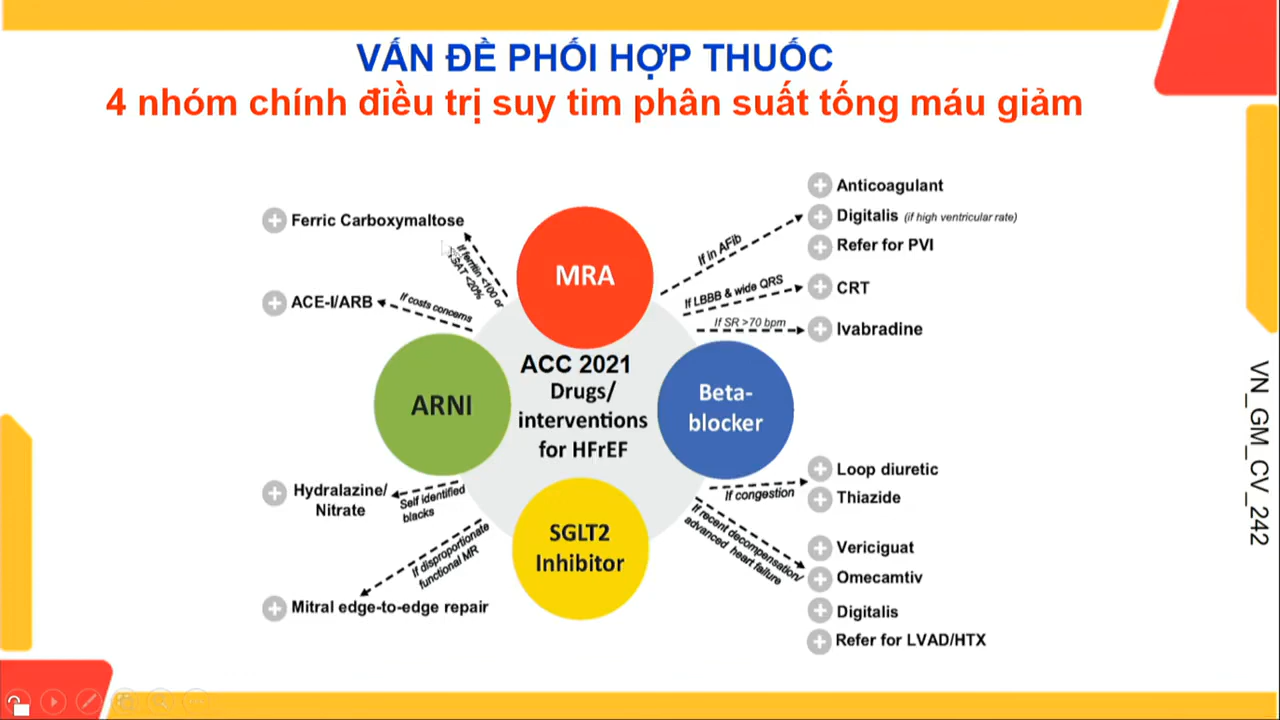 VẤN ĐỀ PHỐI HỢP THUỐC
4 nhóm chính điều trị suy tim phân suất tống máu giảm
Ferric Carboxymaltose
If ferritin <100 or
TSAT <20%
ACE-I/ARB
If costs concerns
MRA
If in AFib
Anticoagulant
Digitalis (if high ventricular rate)
Refer for PVI
If LBBB & wide QRS
CRT
If SR >70 bpm
Ivabradine
ARNI
ACC 2021
Drugs/
interventions
for HFrEF
Beta-
blocker
Hydralazine/
Nitrate
Self identified
blacks
If disproportionate
functional MR
Mitral edge-to-edge repair
SGLT2
Inhibitor
If congestion
Loop diuretic
Thiazide
If recent decompensation/
advanced heart failure
Vericiguat
Omecamtiv
Digitalis
Refer for LVAD/HTX
VN_GM_CV_242